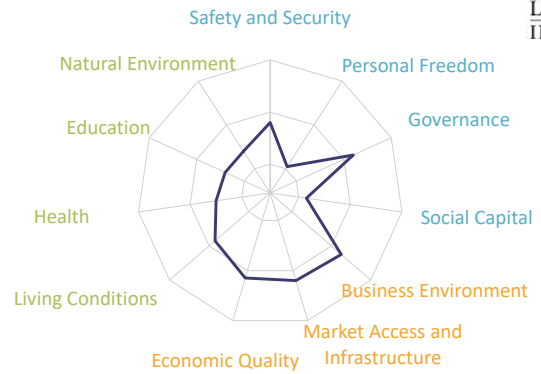 Safety and Security
Natural Environment
Personal Freedom
Education
Governance
Health
Social Capital
Living Conditions
Business Environment
Market Access and
Infrastructure
Economic Quality